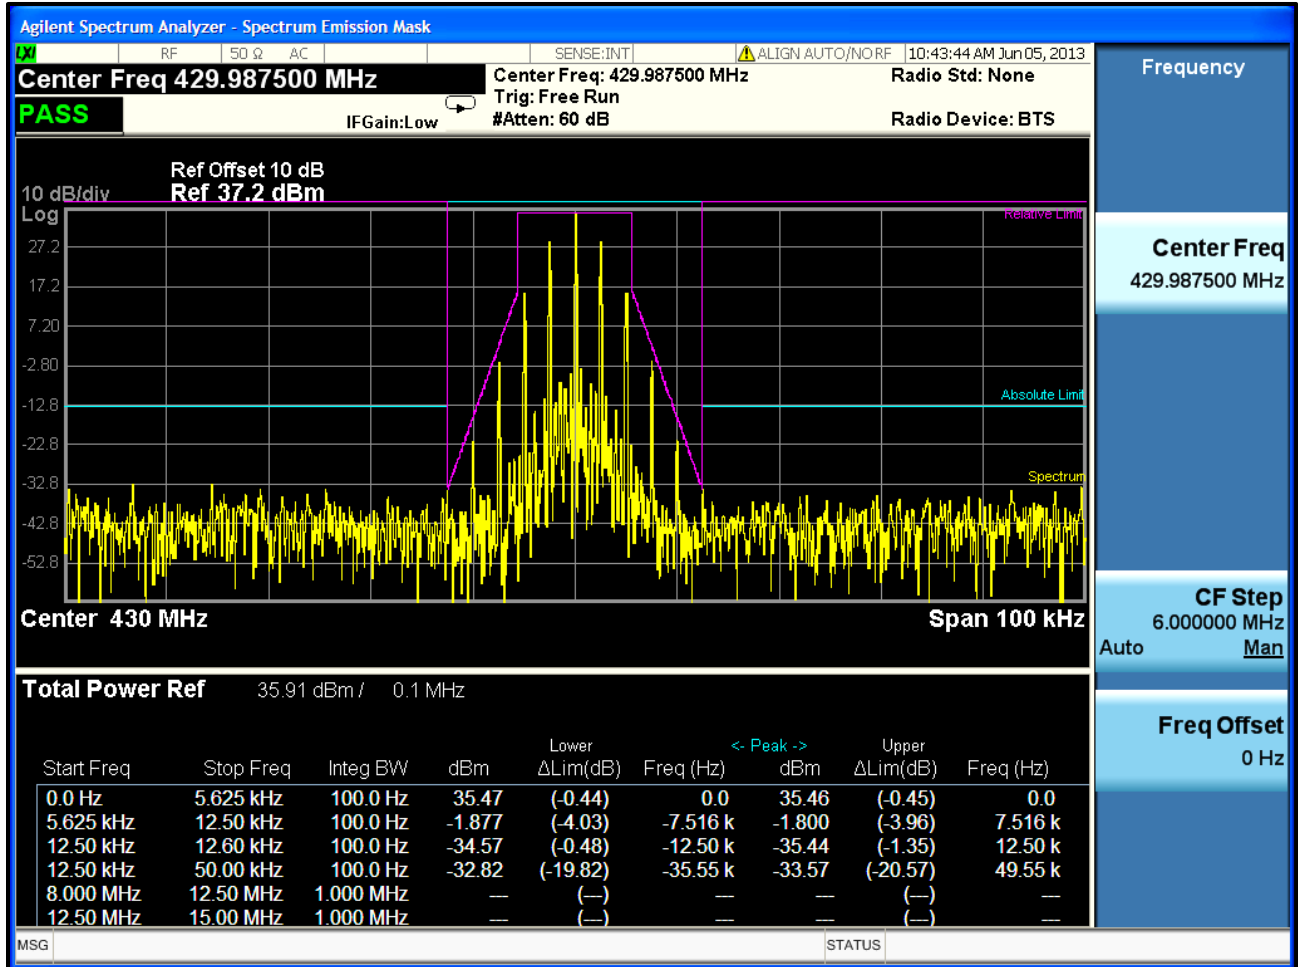 Agilent Spectrum Analyzer - Spectrum Emission Mask
LXI RF 50 Ω AC SENSE:INT ALIGN AUTO/NO RF 10:43:44 AM Jun 05, 2013
Center Freq 429.987500 MHz
Center Freq: 429.987500 MHz
Radio Std: None
Trig: Free Run
PASS
IFGain:Low
#Atten: 60 dB
Radio Device: BTS
Ref Offset 10 dB
10 dB/div Ref 37.2 dBm
Log
Relative Limit
27.2
17.2
7.20
-2.80
Absolute Limit
-12.8
-22.8
Spectrum
-32.8
-42.8
-52.8
Center 430 MHz Span 100 kHz
Total Power Ref 35.91 dBm / 0.1 MHz
Lower <- Peak -> Upper
Start Freq Stop Freq Integ BW dBm ΔLim(dB) Freq (Hz) dBm ΔLim(dB) Freq (Hz)
0.0 Hz 5.625 kHz 100.0 Hz 35.47 (-0.44) 0.0 35.46 (-0.45) 0.0
5.625 kHz 12.50 kHz 100.0 Hz -1.877 (-4.03) -7.516 k -1.800 (-3.96) 7.516 k
12.50 kHz 12.60 kHz 100.0 Hz -34.57 (-0.48) -12.50 k -35.44 (-1.35) 12.50 k
12.50 kHz 50.00 kHz 100.0 Hz -32.82 (-19.82) -35.55 k -33.57 (-20.57) 49.55 k
8.000 MHz 12.50 MHz 1.000 MHz --- (---) --- --- (---) ---
12.50 MHz 15.00 MHz 1.000 MHz --- (---) --- --- (---) ---
MSG STATUS
Frequency
Center Freq
429.987500 MHz
CF Step
6.000000 MHz
Auto Man
Freq Offset
0 Hz